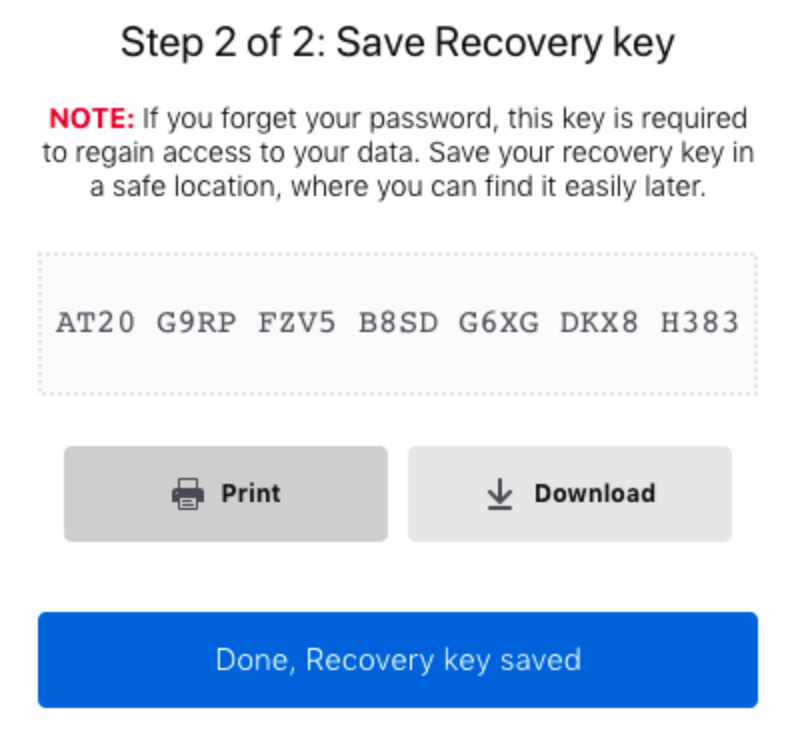 Step 2 of 2: Save Recovery key
NOTE: If you forget your password, this key is required
to regain access to your data. Save your recovery key in
a safe location, where you can find it easily later.
AT20 G9RP FZV5 B8SD G6XG DKX8 H383
Print
Download
Done, Recovery key saved